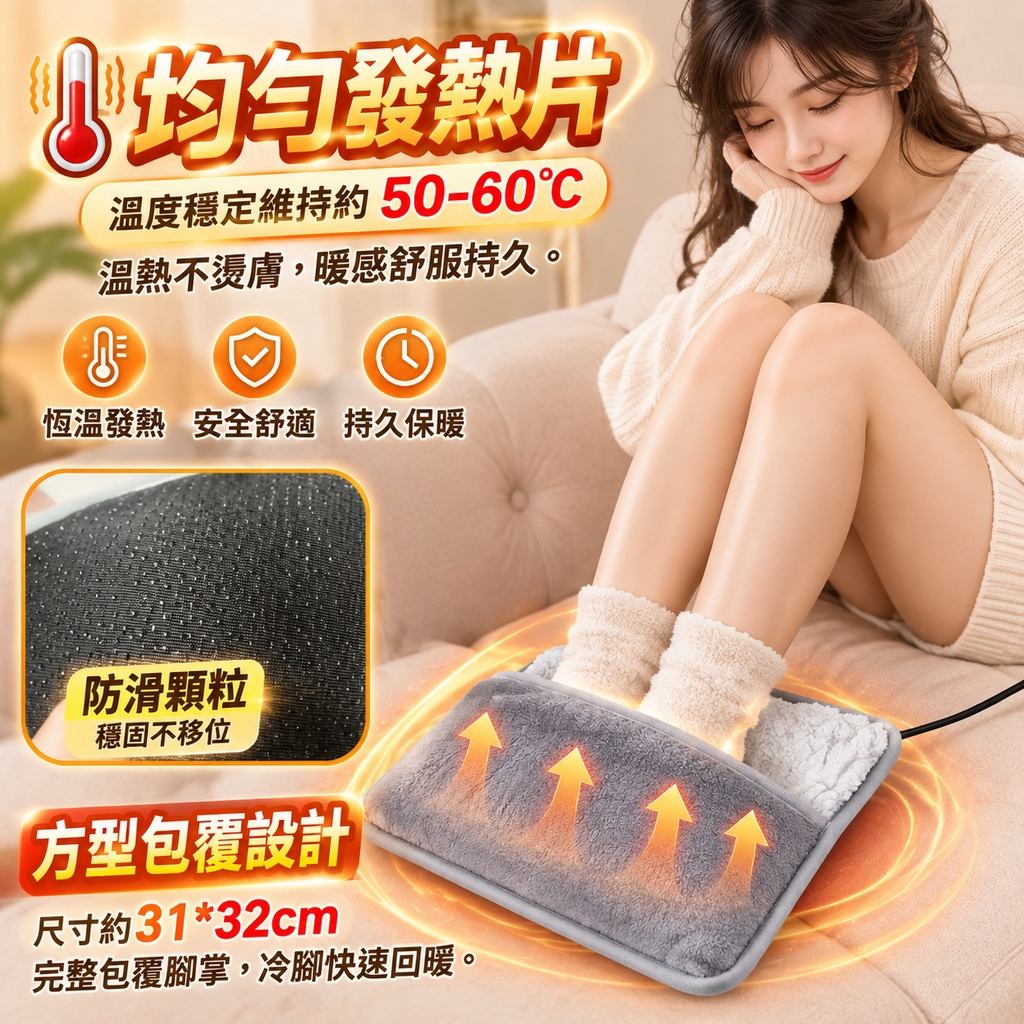 均勻發熱片
溫度穩定維持約 50-60°C
溫熱不燙膚，暖感舒服持久。
恆溫發熱 安全舒適 持久保暖
防滑顆粒
穩固不移位
方型包覆設計
尺寸約31*32cm
完整包覆腳掌，冷腳快速回暖。